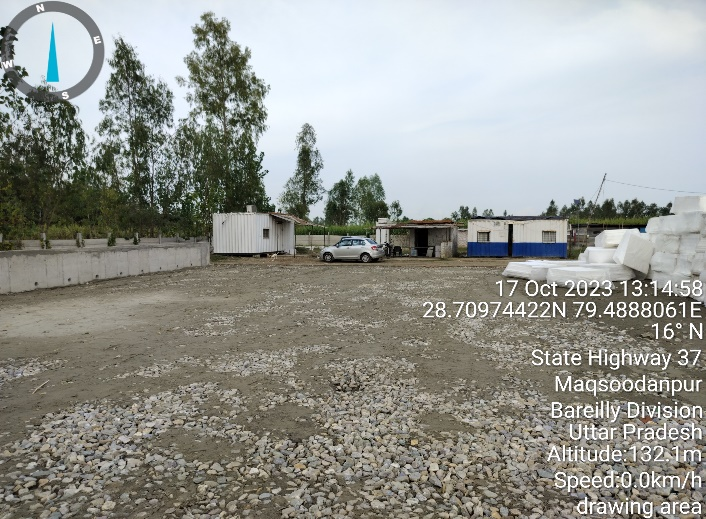 N
E
W
S
17 Oct 2023 13:14:58
28.70974422N 79.4888061E
16° N
State Highway 37
Maqsoodanpur
Bareilly Division
Uttar Pradesh
Altitude:132.1m
Speed:0.0km/h
drawing area